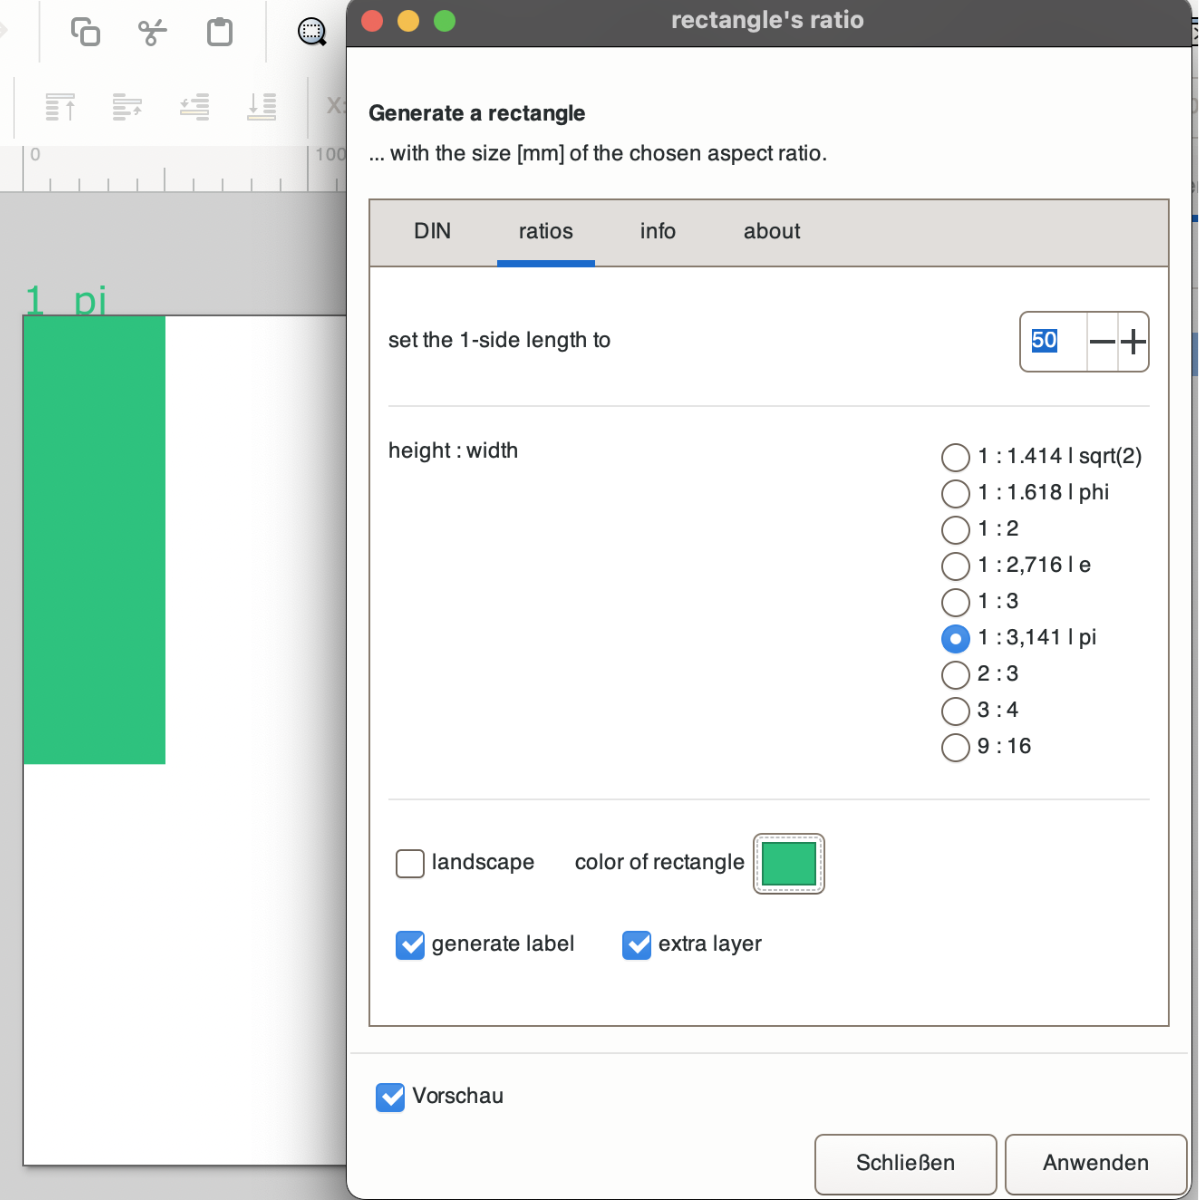 rectangle's ratio
X:
0
100
Generate a rectangle
... with the size [mm] of the chosen aspect ratio.
DIN ratios info about
1 pi
set the 1-side length to 50
height : width
1 : 1.414 | sqrt(2)
1 : 1.618 | phi
1 : 2
1 : 2,716 | e
1 : 3
1 : 3,141 | pi
2 : 3
3 : 4
9 : 16
landscape color of rectangle
generate label extra layer
Vorschau
Schließen Anwenden